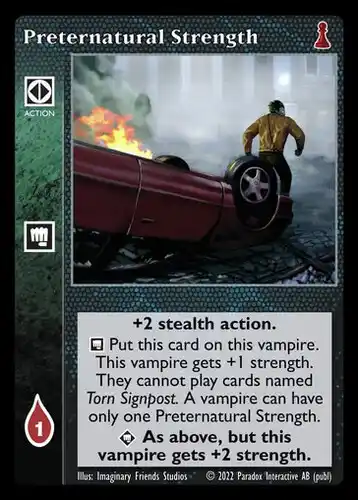 Preternatural Strength
ACTION
+2 stealth action.
Put this card on this vampire.
This vampire gets +1 strength.
They cannot play cards named
Torn Signpost. A vampire can have
only one Preternatural Strength.
As above, but this
vampire gets +2 strength.
1
Illus: Imaginary Friends Studios © 2022 Paradox Interactive AB (publ)